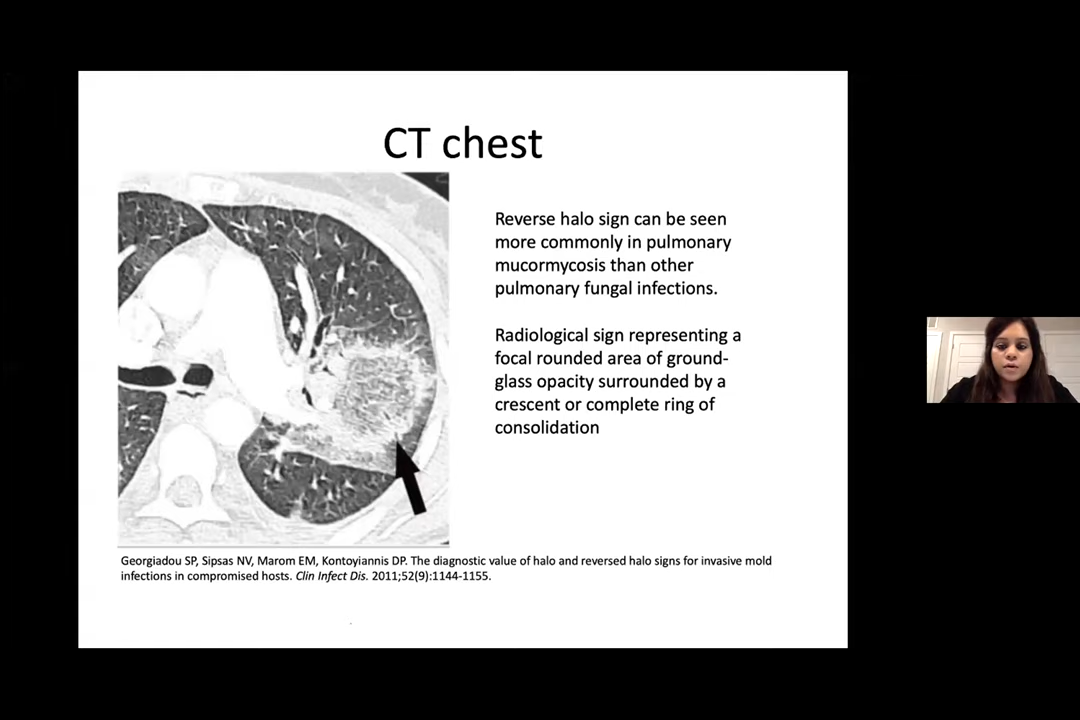 CT chest
Reverse halo sign can be seen
more commonly in pulmonary
mucormycosis than other
pulmonary fungal infections.
Radiological sign representing a
focal rounded area of ground-
glass opacity surrounded by a
crescent or complete ring of
consolidation
Georgiadou SP, Sipsas NV, Marom EM, Kontoyiannis DP. The diagnostic value of halo and reversed halo signs for invasive mold
infections in compromised hosts. Clin Infect Dis. 2011;52(9):1144-1155.